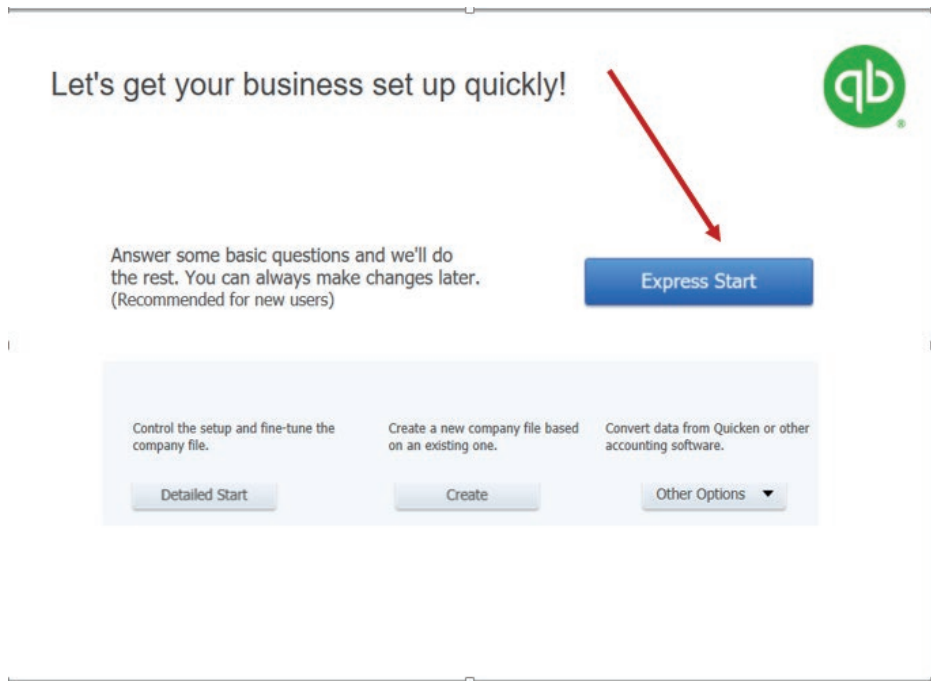 Let's get your business set up quickly!
qb
®
Answer some basic questions and we'll do
the rest. You can always make changes later.
(Recommended for new users)
Express Start
Control the setup and fine-tune the
company file.
Detailed Start
Create a new company file based
on an existing one.
Create
Convert data from Quicken or other
accounting software.
Other Options